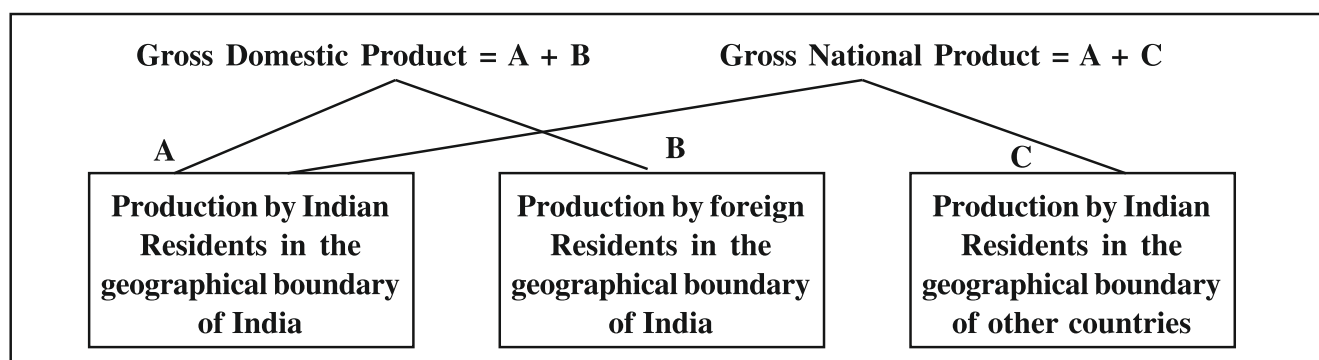 Gross Domestic Product = A + B
Gross National Product = A + C
A
B
C
Production by Indian
Residents in the
geographical boundary
of India
Production by foreign
Residents in the
geographical boundary
of India
Production by Indian
Residents in the
geographical boundary
of other countries